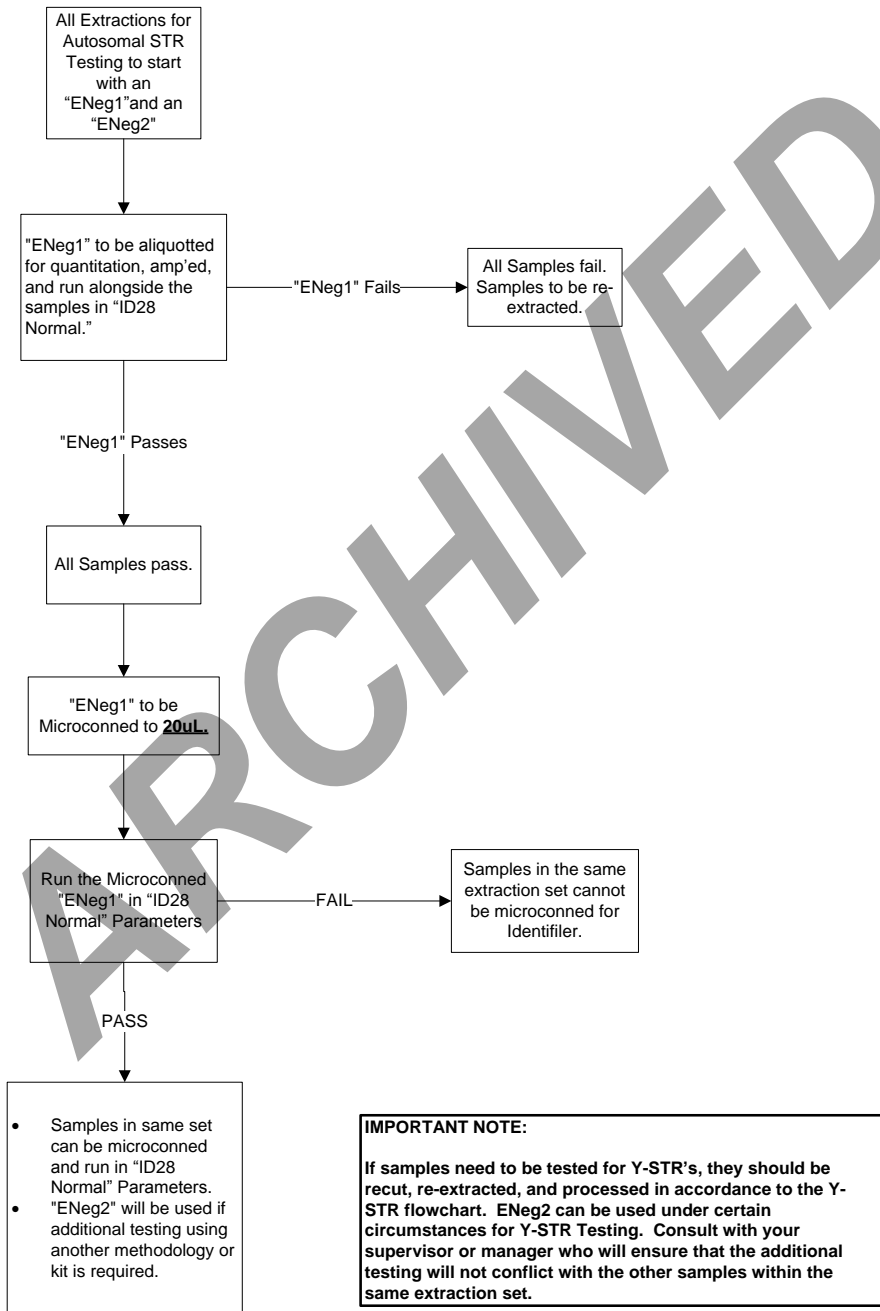 All Extractions for
Autosomal STR
Testing to start
with an
“ENeg1”and an
“ENeg2"
"ENeg1” to be aliquotted
for quantitation, amp’ed,
and run alongside the
samples in “ID28
Normal.”
"ENeg1" Fails
All Samples fail.
Samples to be re-
extracted.
"ENeg1" Passes
All Samples pass.
"ENeg1" to be
Microconned to 20uL.
Run the Microconned
"ENeg1" in “ID28
Normal” Parameters
FAIL
Samples in the same
extraction set cannot
be microconned for
Identifiler.
PASS
• Samples in same set
can be microconned
and run in “ID28
Normal” Parameters.
• "ENeg2" will be used if
additional testing using
another methodology or
kit is required.
IMPORTANT NOTE:
If samples need to be tested for Y-STR's, they should be
recut, re-extracted, and processed in accordance to the Y-
STR flowchart. ENeg2 can be used under certain
circumstances for Y-STR Testing. Consult with your
supervisor or manager who will ensure that the additional
testing will not conflict with the other samples within the
same extraction set.
ARCHIVED